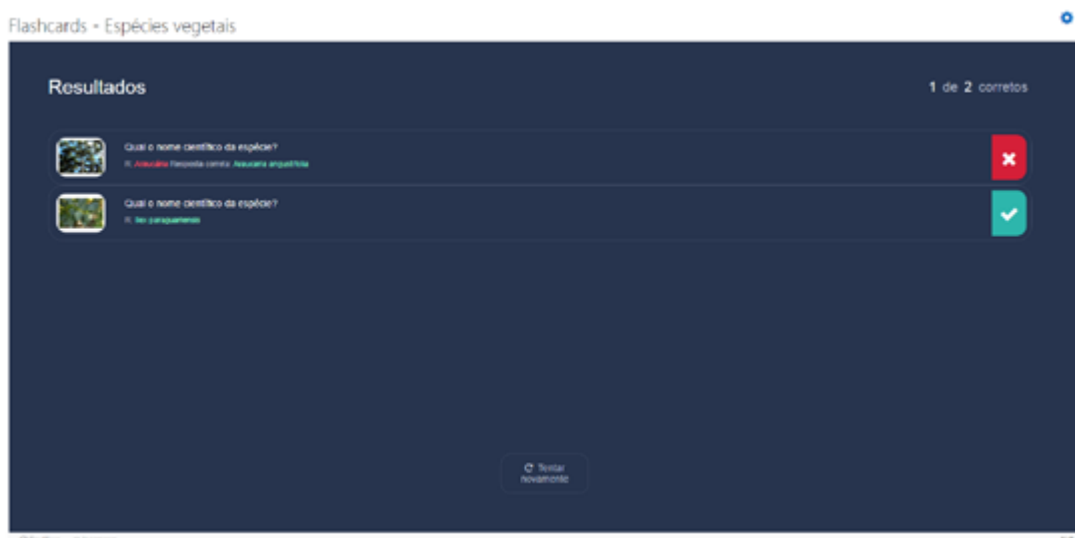 Flashcards - Espécies vegetais
Resultados
1 de 2 corretos
Qual o nome científico da espécie?
R: Araucária Resposta correta: Araucaria angustifolia
Qual o nome científico da espécie?
R: Ilex paraguariensis
Tentar
novamente